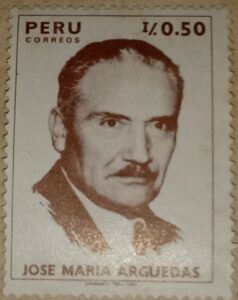 PERU I/.0.50
CORREOS
JOSE MARIA ARGUEDAS